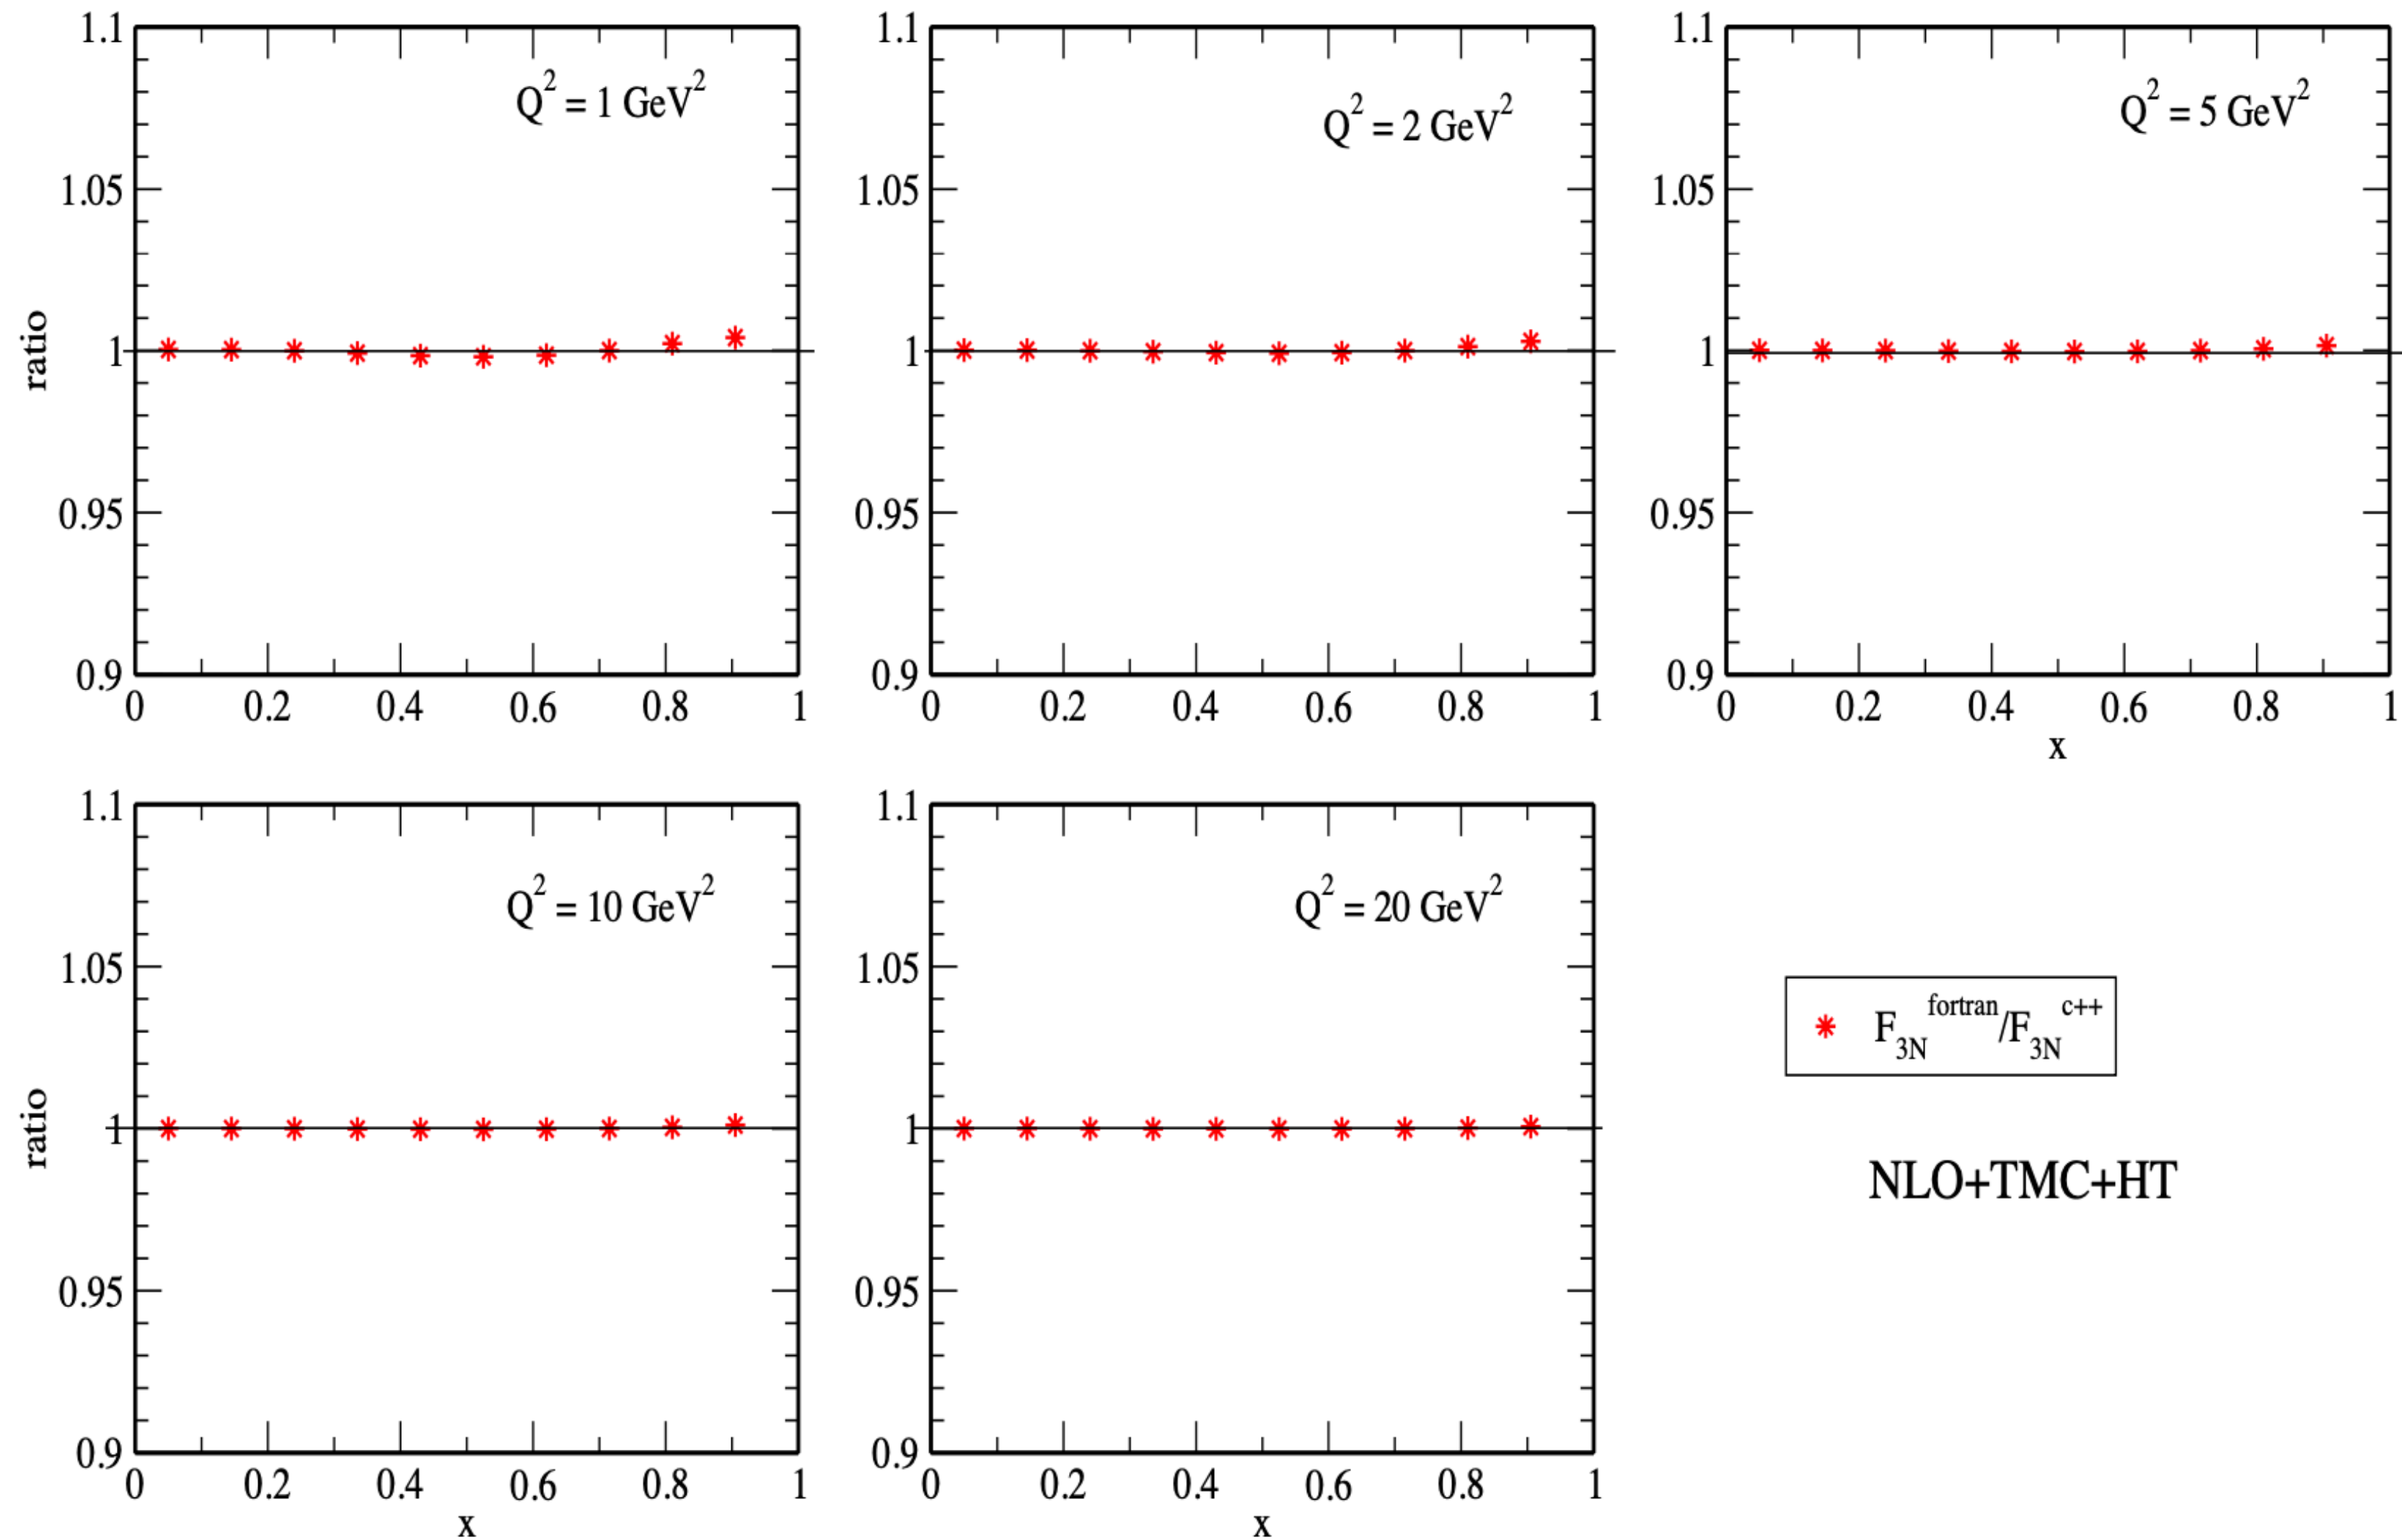 1.1
1.05
1
0.95
0.9
0 0.2 0.4 0.6 0.8 1
ratio
Q² = 1 GeV²
1.1
1.05
1
0.95
0.9
0 0.2 0.4 0.6 0.8 1
Q² = 2 GeV²
1.1
1.05
1
0.95
0.9
0 0.2 0.4 0.6 0.8 1
x
Q² = 5 GeV²
1.1
1.05
1
0.95
0.9
0 0.2 0.4 0.6 0.8 1
x
ratio
Q² = 10 GeV²
1.1
1.05
1
0.95
0.9
0 0.2 0.4 0.6 0.8 1
x
Q² = 20 GeV²
F_{3N}^{fortran}/F_{3N}^{c++}
NLO+TMC+HT